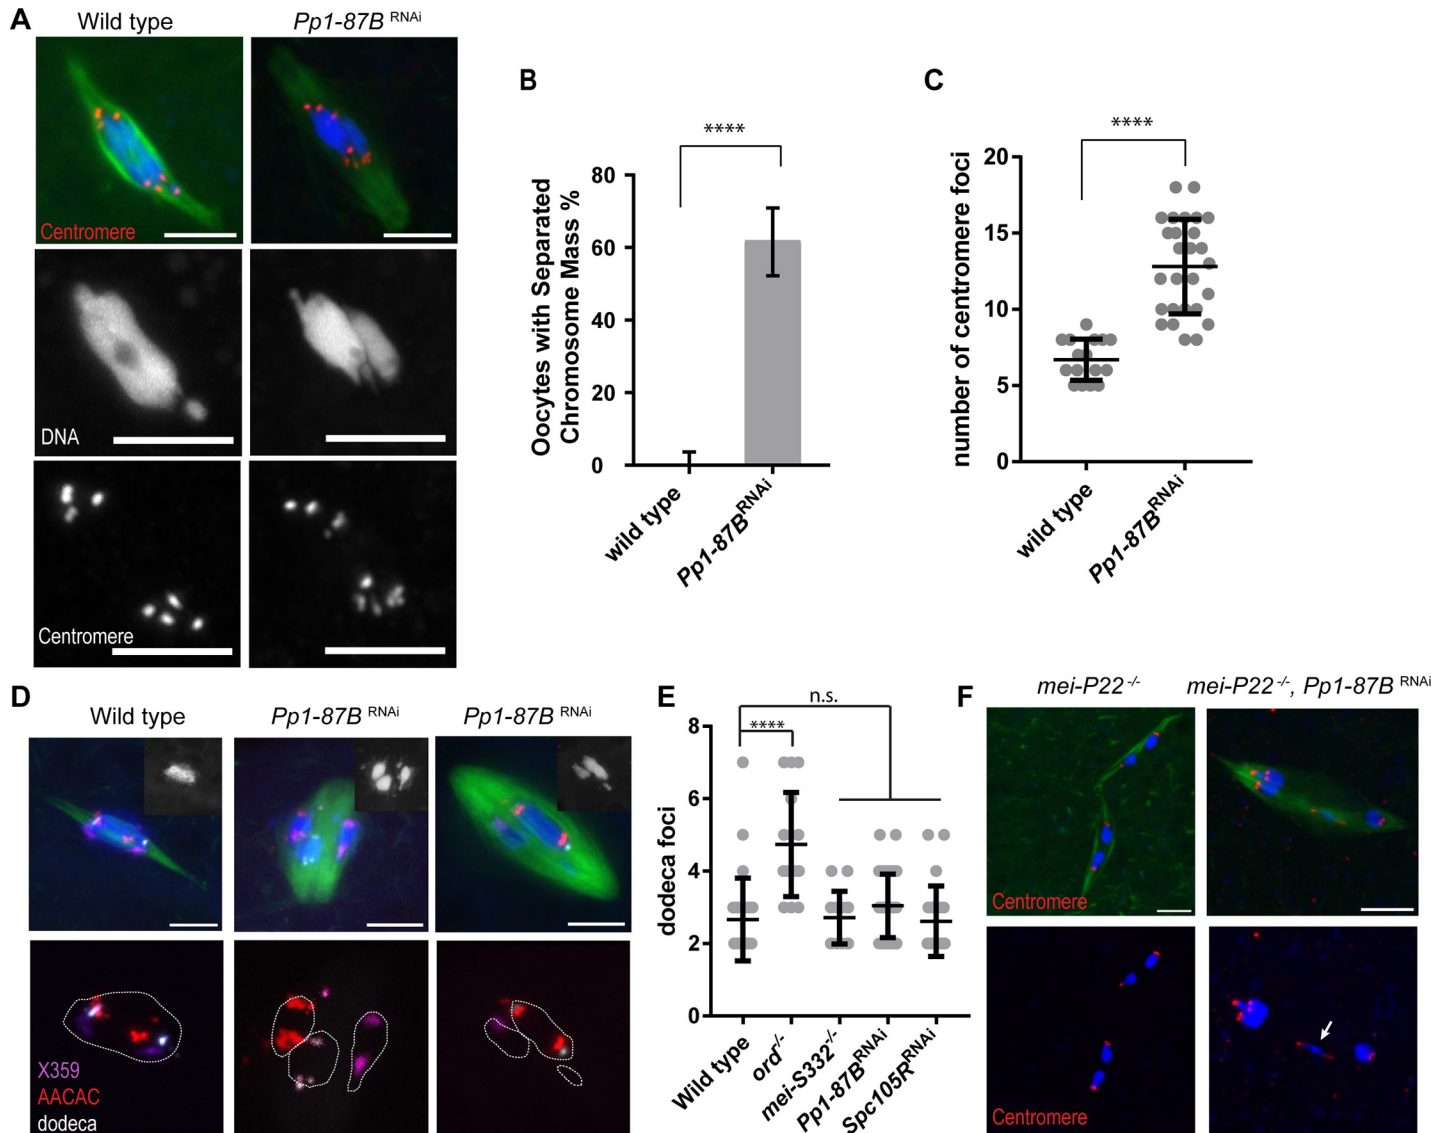 A
Wild type
Pp1-87B RNAi
Centromere
DNA
Centromere
B
****
Oocytes with Separated
Chromosome Mass %
80
60
40
20
0
wild type
Pp1-87B RNAi
C
****
number of centromere foci
20
15
10
5
0
wild type
Pp1-87B RNAi
D
Wild type
Pp1-87B RNAi
Pp1-87B RNAi
X359
AACAC
dodeca
E
n.s.
****
dodeca foci
8
6
4
2
0
Wild type
ord-/-
mei-S332-/-
Pp1-87B RNAi
Spc105R RNAi
F
mei-P22 -/-
mei-P22 -/-, Pp1-87B RNAi
Centromere
Centromere